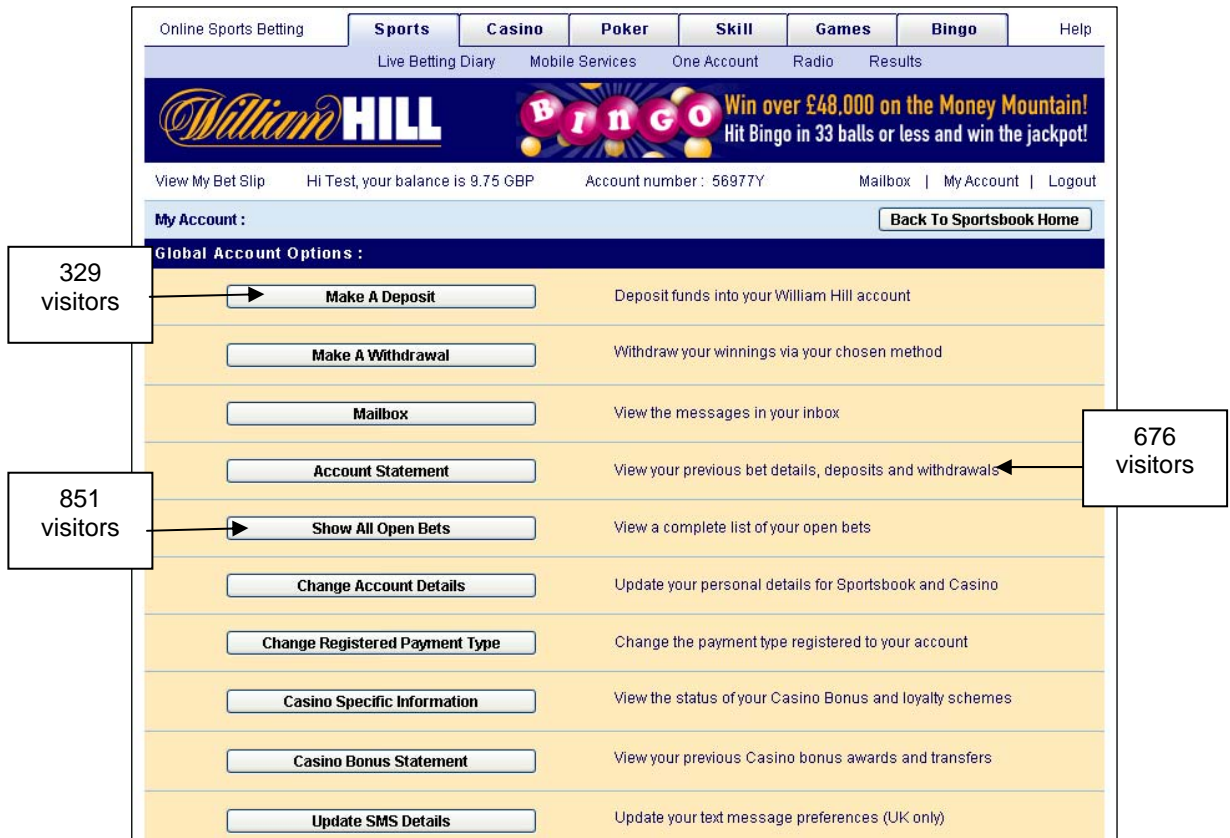 Online Sports Betting Sports Casino Poker Skill Games Bingo Help
Live Betting Diary Mobile Services One Account Radio Results
William HILL
BINGO
Win over £48,000 on the Money Mountain!
Hit Bingo in 33 balls or less and win the jackpot!
View My Bet Slip Hi Test, your balance is 9.75 GBP Account number : 56977Y Mailbox | My Account | Logout
My Account : Back To Sportsbook Home
Global Account Options :
329
visitors
Make A Deposit Deposit funds into your William Hill account
Make A Withdrawal Withdraw your winnings via your chosen method
Mailbox View the messages in your inbox
Account Statement View your previous bet details, deposits and withdrawals
676
visitors
851
visitors
Show All Open Bets View a complete list of your open bets
Change Account Details Update your personal details for Sportsbook and Casino
Change Registered Payment Type Change the payment type registered to your account
Casino Specific Information View the status of your Casino Bonus and loyalty schemes
Casino Bonus Statement View your previous Casino bonus awards and transfers
Update SMS Details Update your text message preferences (UK only)